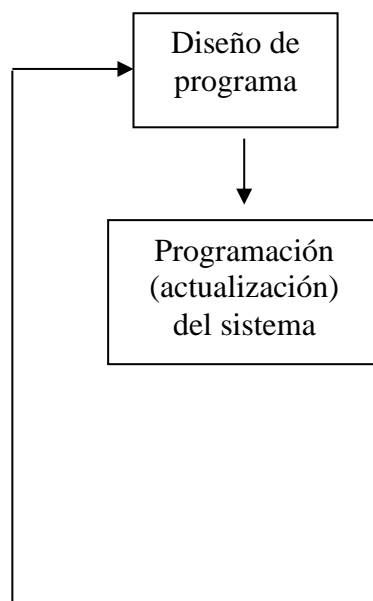 Diseño de
programa
Programación
(actualización)
del sistema